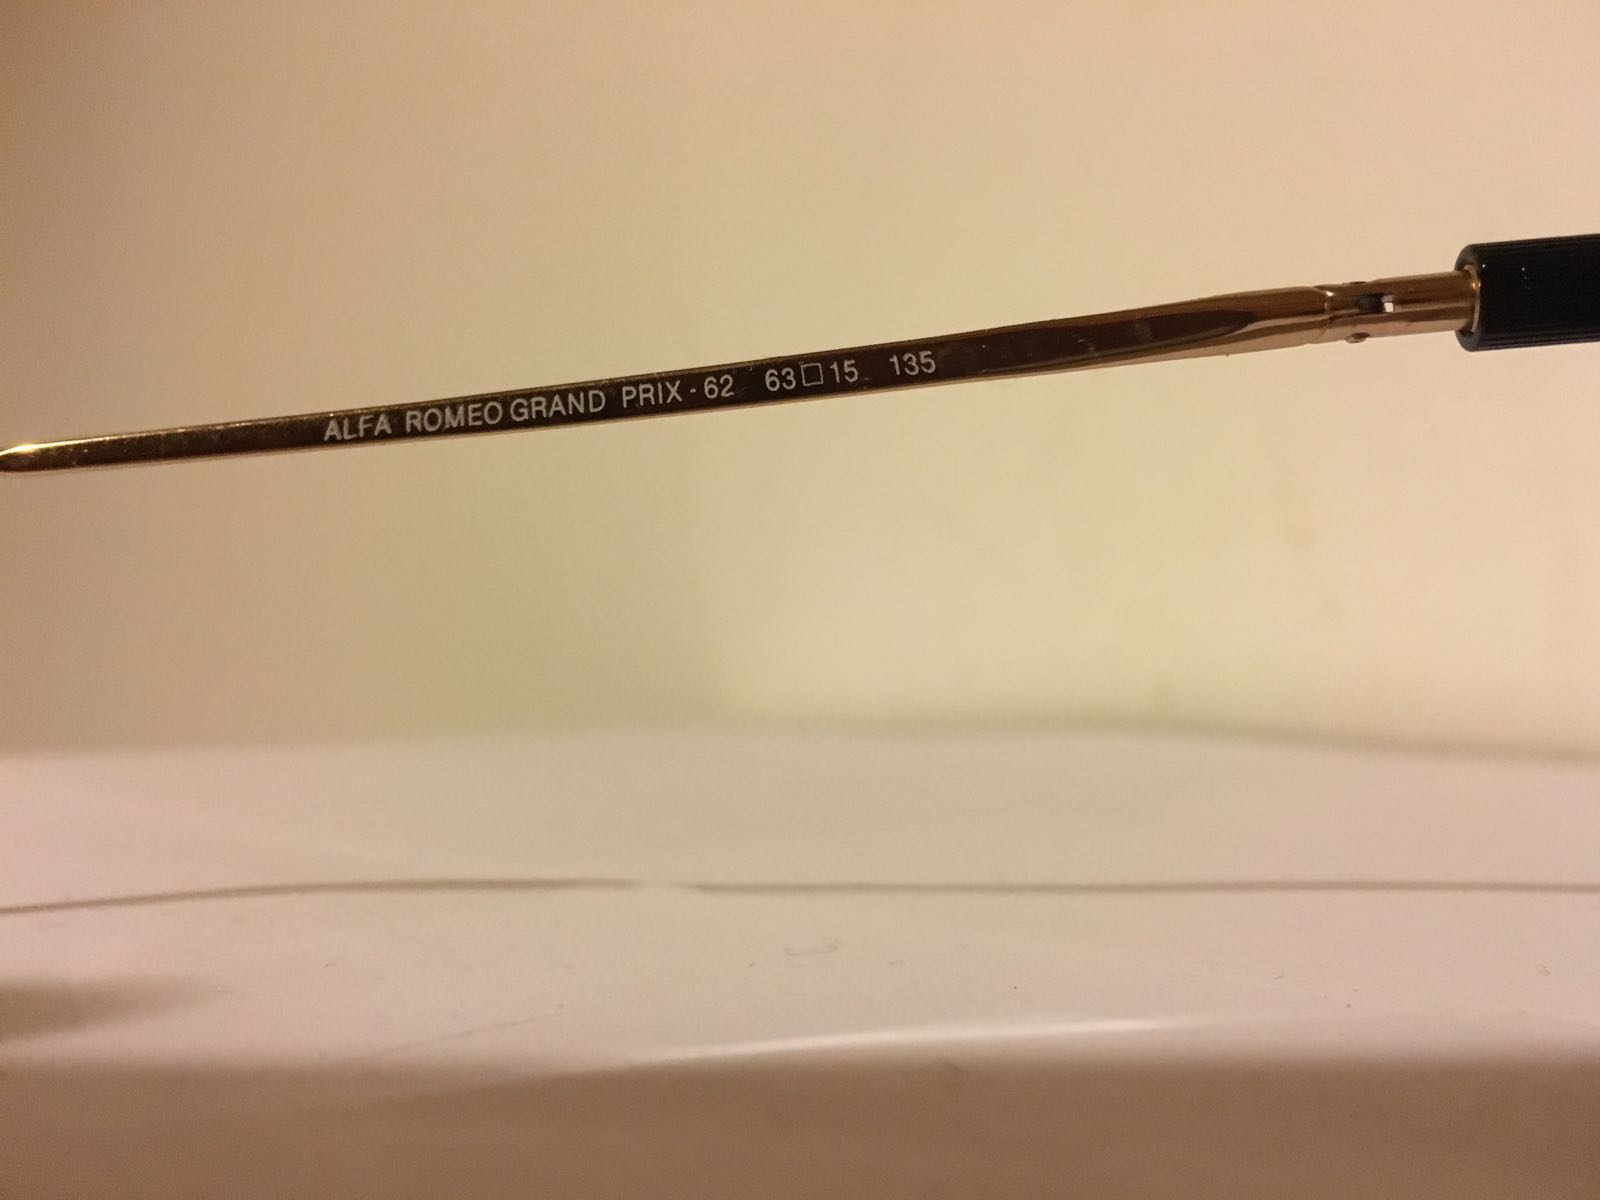 ALFA ROMEO GRAND PRIX - 62 63□15 135